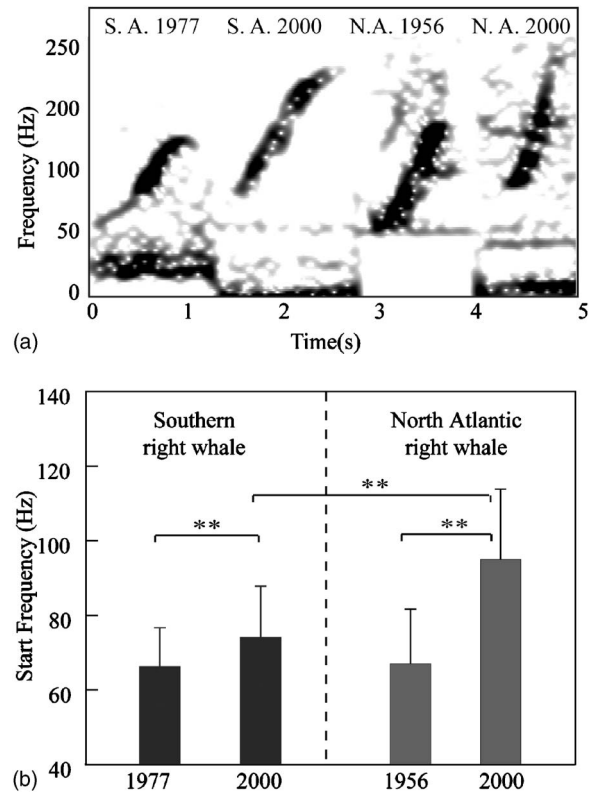 S. A. 1977 S. A. 2000 N.A. 1956 N. A. 2000
250
200
100
50
0
Frequency (Hz)
0 1 2 3 4 5
Time(s)
(a)
140
120
100
80
60
40
Start Frequency (Hz)
Southern
right whale
North Atlantic
right whale
**
**
**
1977 2000 1956 2000
(b)